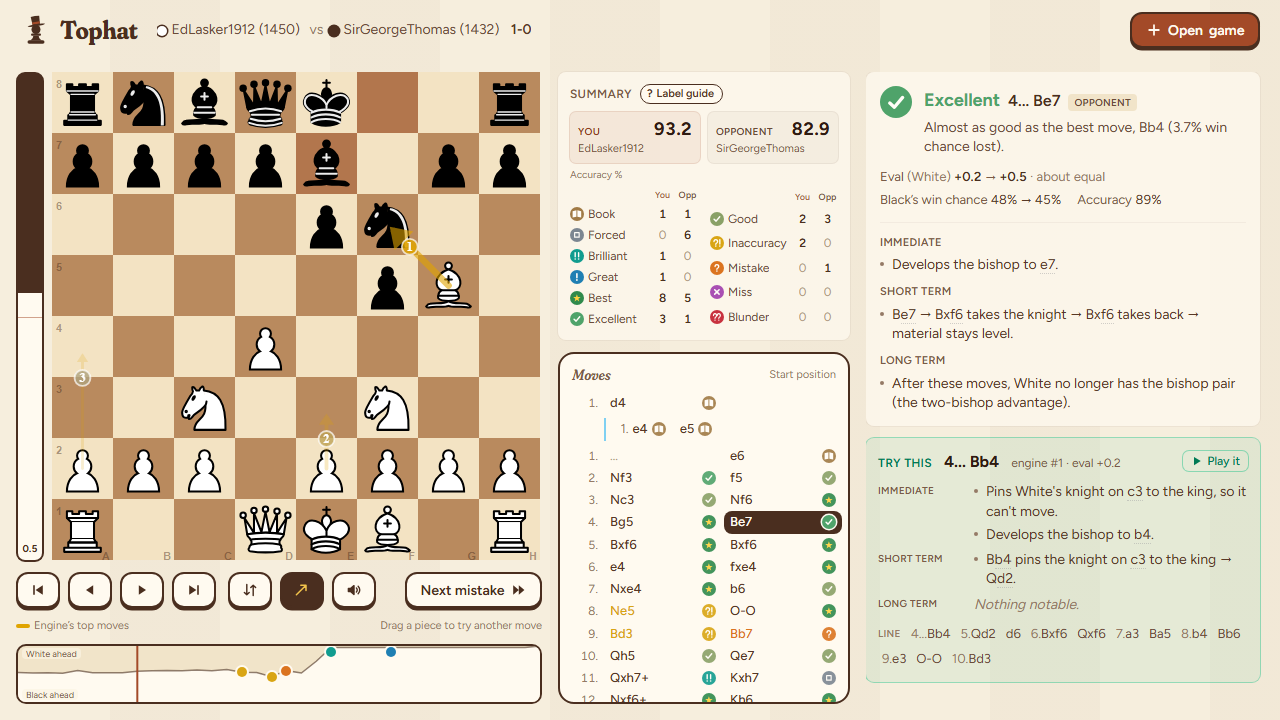 Tophat EdLasker1912 (1450) vs SirGeorgeThomas (1432) 1-0
Open game
8
7
6
5
4
3
2
1
A B C D E F G H
1
2
3
0.5
Next mistake
Engine's top moves
Drag a piece to try another move
White ahead
Black ahead
SUMMARY ? Label guide
YOU 93.2
EdLasker1912
OPPONENT 82.9
SirGeorgeThomas
Accuracy %
You Opp
Book 1 1
Forced 0 6
Brilliant 1 0
Great 1 0
Best 8 5
Excellent 3 1
You Opp
Good 2 3
Inaccuracy 2 0
Mistake 0 1
Miss 0 0
Blunder 0 0
Moves Start position
1. d4
1. e4 e5
1. ... e6
2. Nf3 f5
3. Nc3 Nf6
4. Bg5 Be7
5. Bxf6 Bxf6
6. e4 fxe4
7. Nxe4 b6
8. Ne5 O-O
9. Bd3 Bb7
10. Qh5 Qe7
11. Qxh7+ Kxh7
12. Nxf6+ Kh6
Excellent 4... Be7 OPPONENT
Almost as good as the best move, Bb4 (3.7% win
chance lost).
Eval (White) +0.2 → +0.5 · about equal
Black's win chance 48% → 45% Accuracy 89%
IMMEDIATE
• Develops the bishop to e7.
SHORT TERM
• Be7 → Bxf6 takes the knight → Bxf6 takes back →
material stays level.
LONG TERM
• After these moves, White no longer has the bishop pair
(the two-bishop advantage).
TRY THIS 4... Bb4 engine #1 · eval +0.2 Play it
IMMEDIATE • Pins White's knight on c3 to the king, so it
can't move.
• Develops the bishop to b4.
SHORT TERM • Bb4 pins the knight on c3 to the king →
Qd2.
LONG TERM Nothing notable.
LINE 4...Bb4 5.Qd2 d6 6.Bxf6 Qxf6 7.a3 Ba5 8.b4 Bb6
9.e3 O-O 10.Bd3